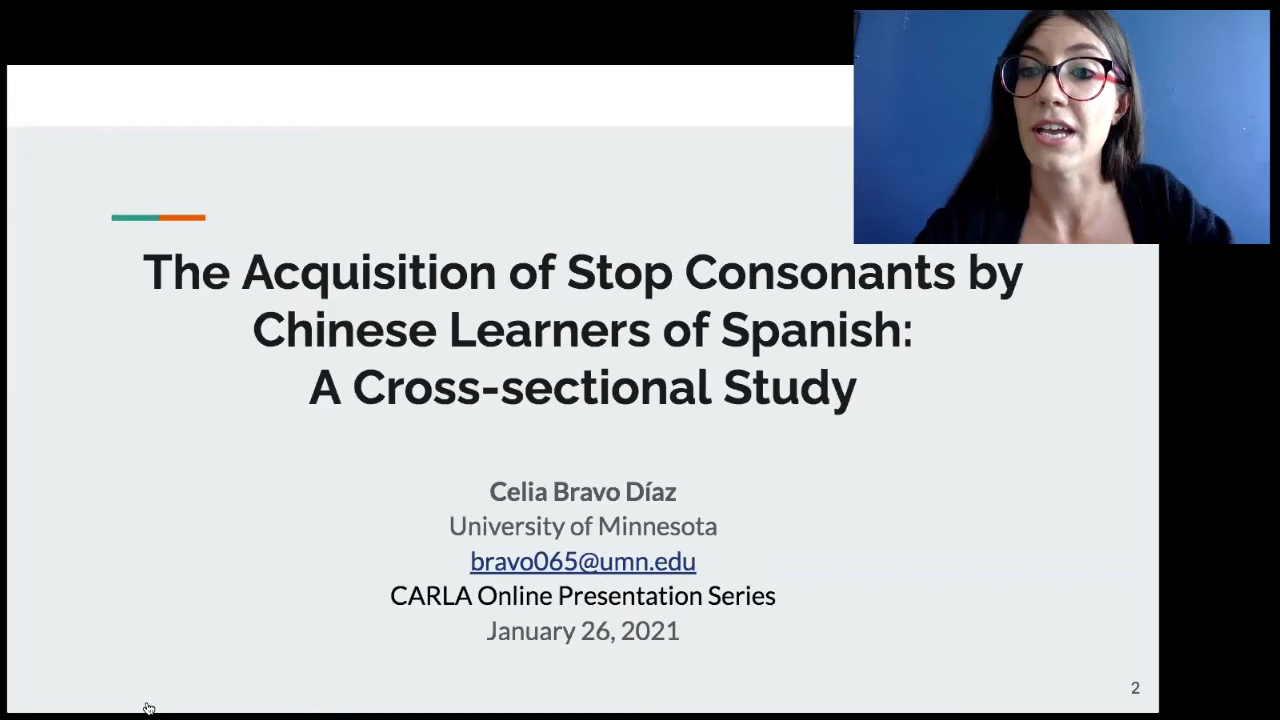 The Acquisition of Stop Consonants by
Chinese Learners of Spanish:
A Cross-sectional Study
Celia Bravo Díaz
University of Minnesota
bravo065@umn.edu
CARLA Online Presentation Series
January 26, 2021
2